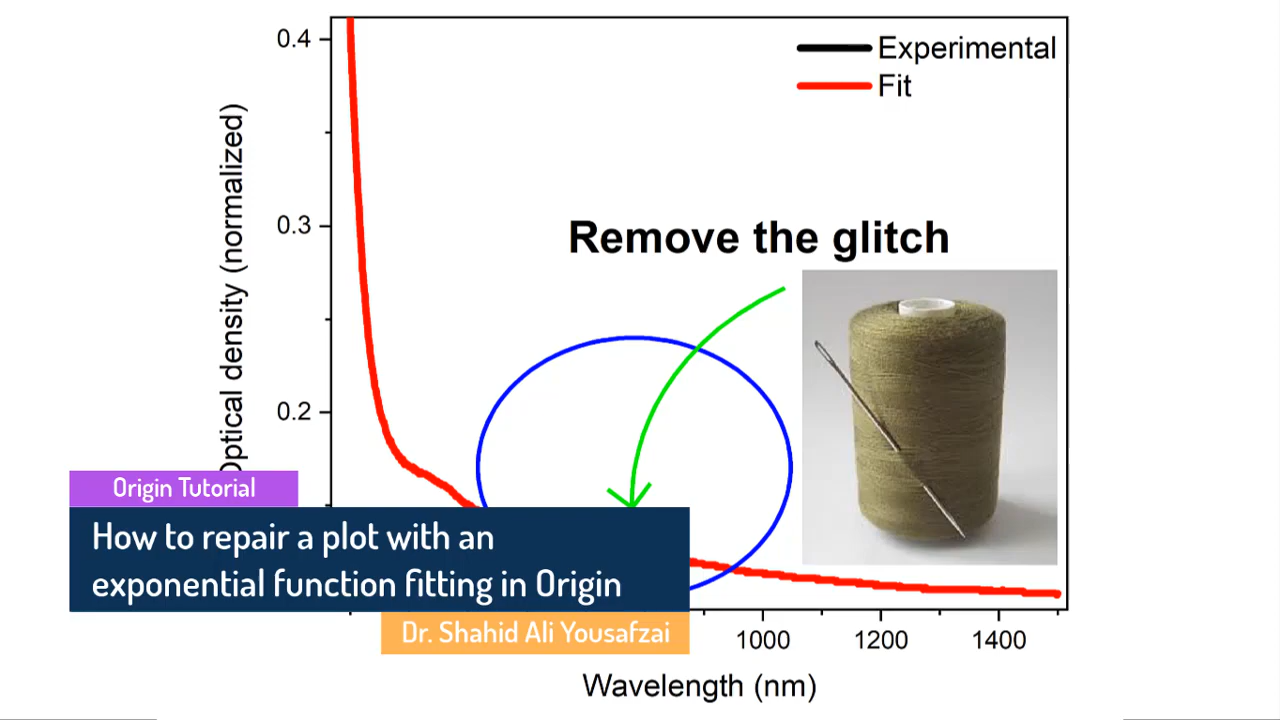 0.4
Experimental
Fit
0.3
Remove the glitch
Optical density (normalized)
0.2
Origin Tutorial
How to repair a plot with an
exponential function fitting in Origin
Dr. Shahid Ali Yousafzai
1000 1200 1400
Wavelength (nm)